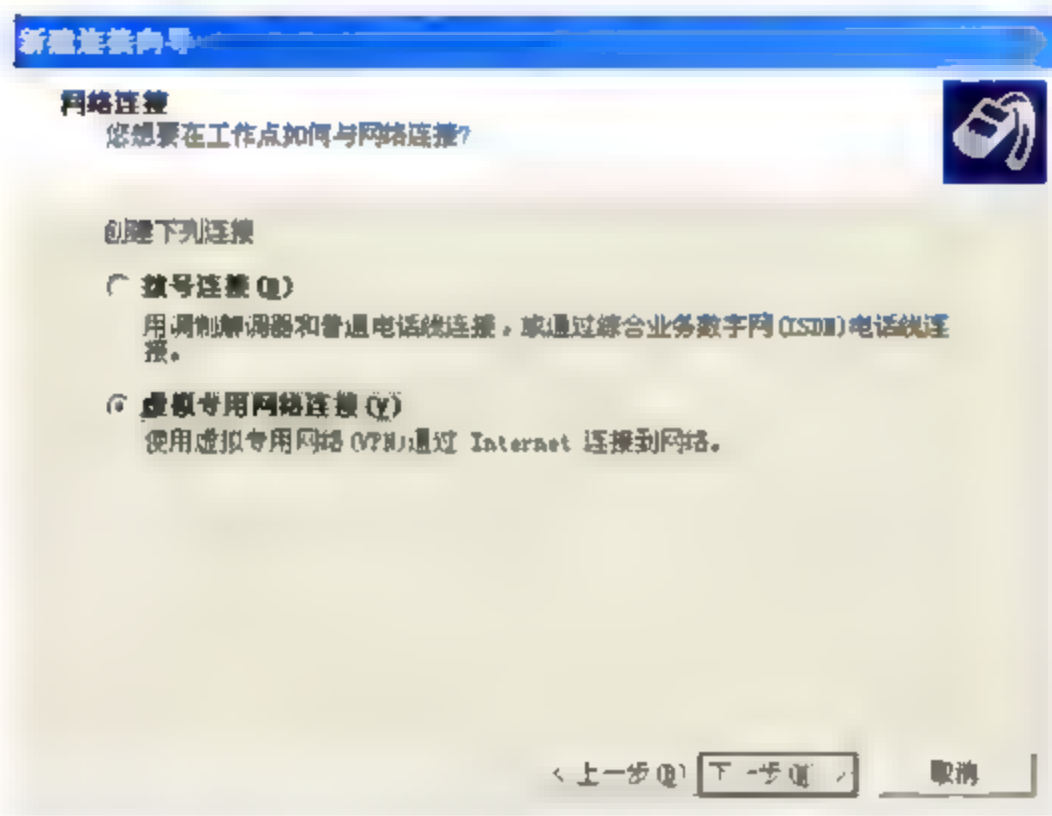 新建连接向导
网络连接
您想要在工作点如何与网络连接?
创建下列连接
拨号连接(D)
用调制解调器和普通电话线连接，或通过综合业务数字网(ISDN)电话线连
接。
虚拟专用网络连接(V)
使用虚拟专用网络(VPN)通过 Internet 连接到网络。
< 上一步(B)
下一步(N) >
取消